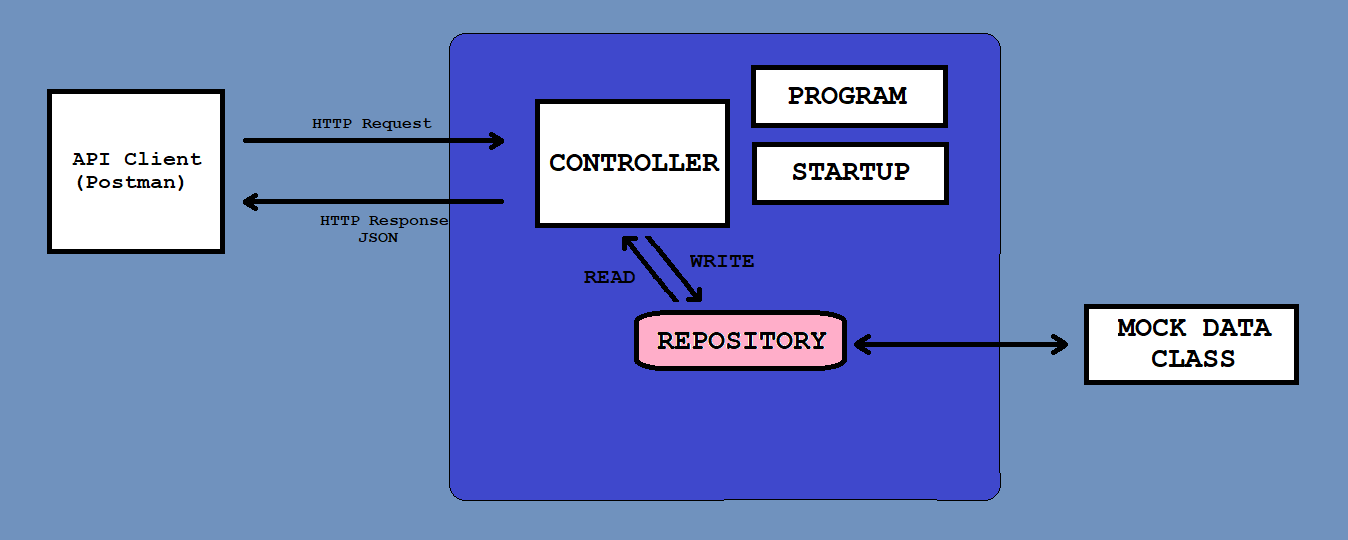 API Client
(Postman)
HTTP Request
HTTP Response
JSON
CONTROLLER
PROGRAM
STARTUP
READ
WRITE
REPOSITORY
MOCK DATA
CLASS